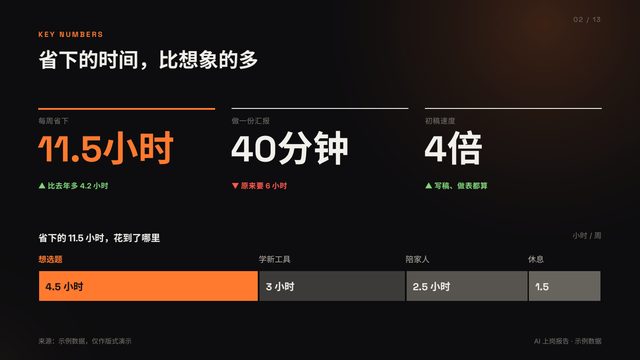 02 / 13
KEY NUMBERS
省下的时间，比想象的多
每周省下
11.5小时
▲ 比去年多 4.2 小时
做一份汇报
40分钟
▼ 原来要 6 小时
初稿速度
4倍
▲ 写稿、做表都算
省下的 11.5 小时，花到了哪里
小时 / 周
想选题
4.5 小时
学新工具
3 小时
陪家人
2.5 小时
休息
1.5
来源：示例数据，仅作版式演示
AI 上岗报告 · 示例数据